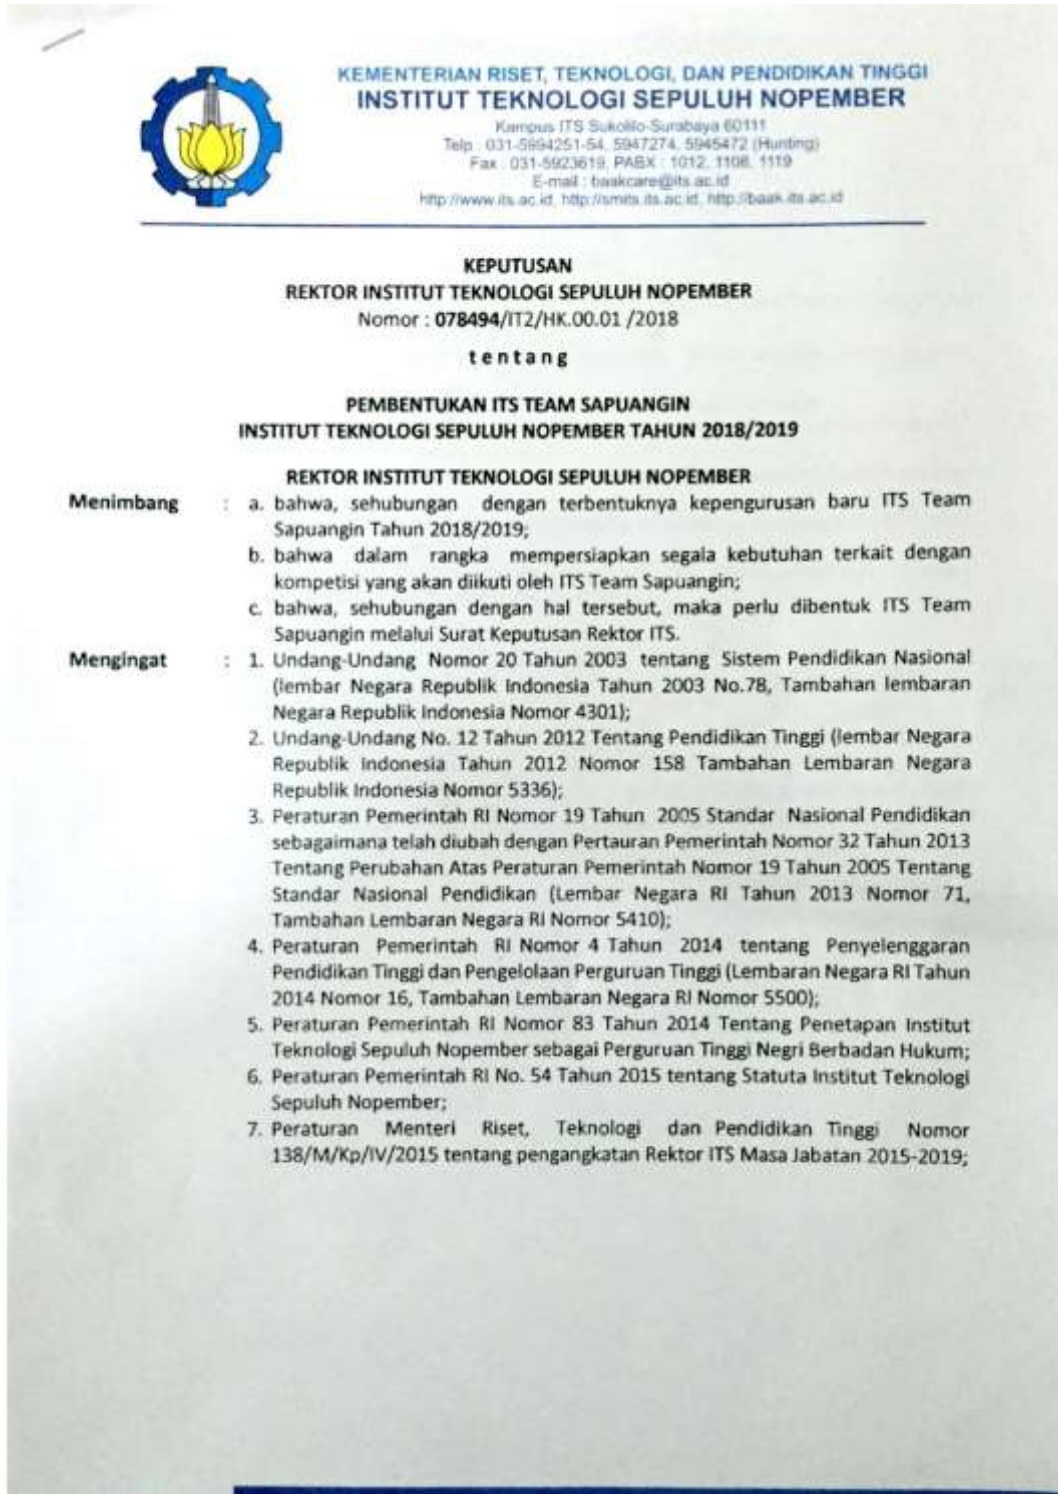 KEMENTERIAN RISET, TEKNOLOGI, DAN PENDIDIKAN TINGGI
INSTITUT TEKNOLOGI SEPULUH NOPEMBER
Kampus ITS Sukolilo-Surabaya 60111
Telp : 031-5994251-54, 5947274, 5945472 (Hunting)
Fax : 031-5923619, PABX : 1012, 1108, 1119
E-mail : baakcare@its.ac.id
http://www.its.ac.id, http://smits.its.ac.id, http://baak.its.ac.id
KEPUTUSAN
REKTOR INSTITUT TEKNOLOGI SEPULUH NOPEMBER
Nomor : 078494/IT2/HK.00.01 /2018
t e n t a n g
PEMBENTUKAN ITS TEAM SAPUANGIN
INSTITUT TEKNOLOGI SEPULUH NOPEMBER TAHUN 2018/2019
REKTOR INSTITUT TEKNOLOGI SEPULUH NOPEMBER
Menimbang : a. bahwa, sehubungan dengan terbentuknya kepengurusan baru ITS Team
Sapuangin Tahun 2018/2019;
b. bahwa dalam rangka mempersiapkan segala kebutuhan terkait dengan
kompetisi yang akan diikuti oleh ITS Team Sapuangin;
c. bahwa, sehubungan dengan hal tersebut, maka perlu dibentuk ITS Team
Sapuangin melalui Surat Keputusan Rektor ITS.
Mengingat : 1. Undang-Undang Nomor 20 Tahun 2003 tentang Sistem Pendidikan Nasional
(lembar Negara Republik Indonesia Tahun 2003 No.78, Tambahan lembaran
Negara Republik Indonesia Nomor 4301);
2. Undang-Undang No. 12 Tahun 2012 Tentang Pendidikan Tinggi (lembar Negara
Republik Indonesia Tahun 2012 Nomor 158 Tambahan Lembaran Negara
Republik Indonesia Nomor 5336);
3. Peraturan Pemerintah RI Nomor 19 Tahun 2005 Standar Nasional Pendidikan
sebagaimana telah diubah dengan Pertauran Pemerintah Nomor 32 Tahun 2013
Tentang Perubahan Atas Peraturan Pemerintah Nomor 19 Tahun 2005 Tentang
Standar Nasional Pendidikan (Lembar Negara RI Tahun 2013 Nomor 71,
Tambahan Lembaran Negara RI Nomor 5410);
4. Peraturan Pemerintah RI Nomor 4 Tahun 2014 tentang Penyelenggaran
Pendidikan Tinggi dan Pengelolaan Perguruan Tinggi (Lembaran Negara RI Tahun
2014 Nomor 16, Tambahan Lembaran Negara RI Nomor 5500);
5. Peraturan Pemerintah RI Nomor 83 Tahun 2014 Tentang Penetapan Institut
Teknologi Sepuluh Nopember sebagai Perguruan Tinggi Negri Berbadan Hukum;
6. Peraturan Pemerintah RI No. 54 Tahun 2015 tentang Statuta Institut Teknologi
Sepuluh Nopember;
7. Peraturan Menteri Riset, Teknologi dan Pendidikan Tinggi Nomor
138/M/Kp/IV/2015 tentang pengangkatan Rektor ITS Masa Jabatan 2015-2019;